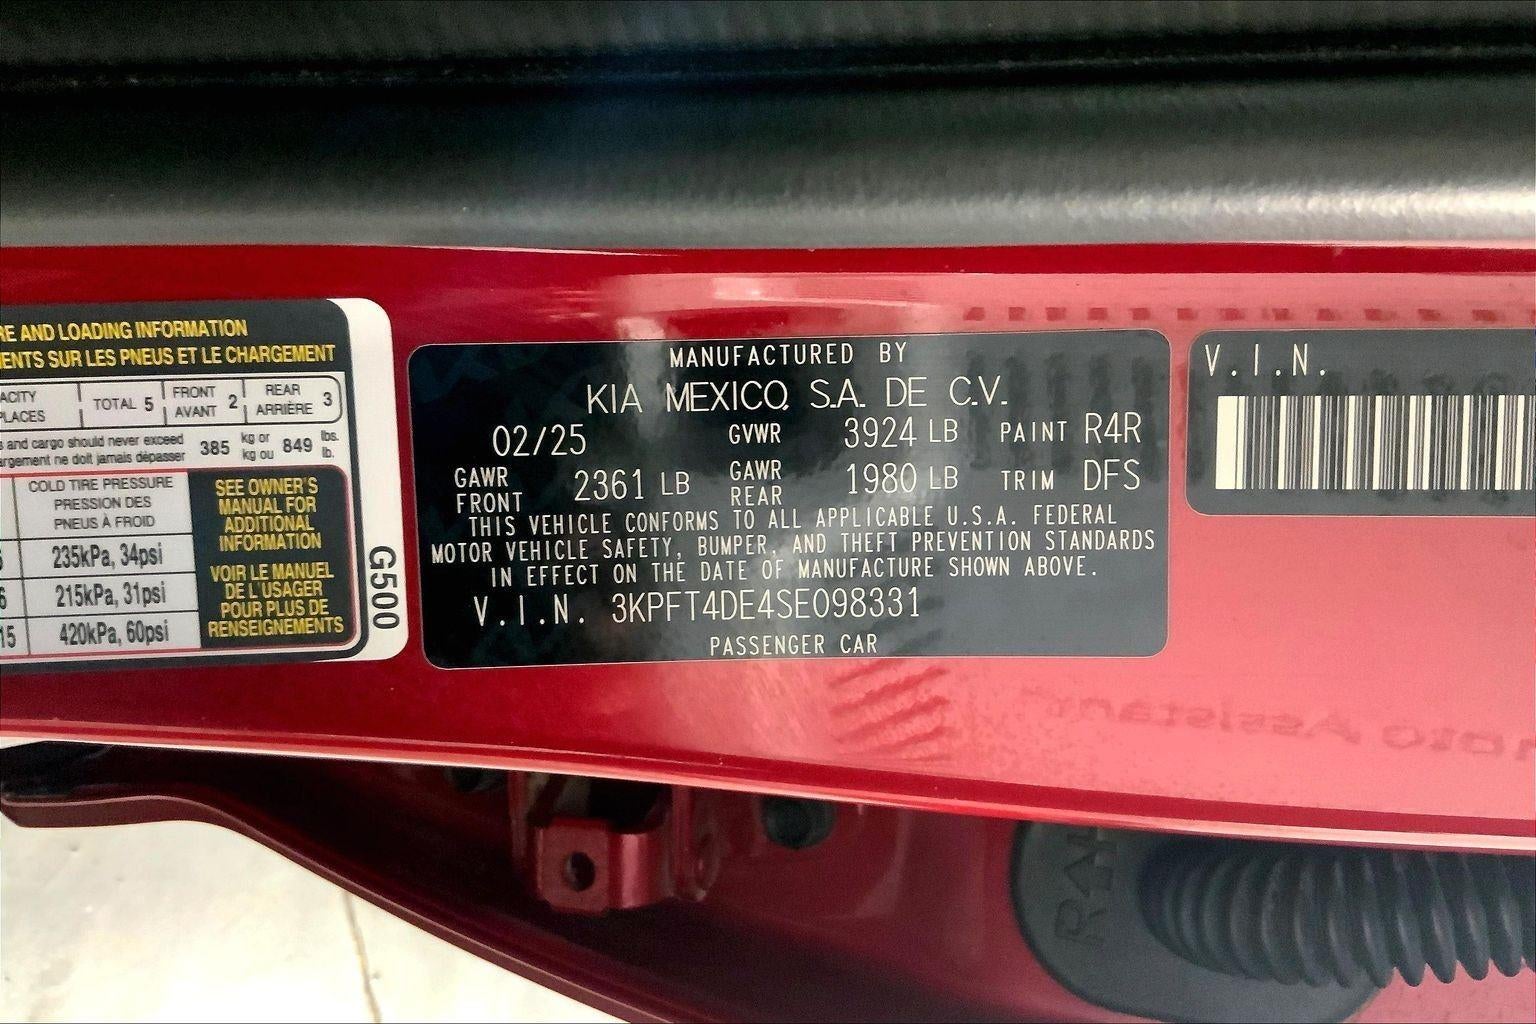 RE AND LOADING INFORMATION
MENTS SUR LES PNEUS ET LE CHARGEMENT
ACITY
PLACES
TOTAL 5
FRONT
AVANT 2
REAR
ARRIÈRE 3
s and cargo should never exceed
argement ne doit jamais dépasser
385 kg or
kg ou
849 lbs.
lb.
COLD TIRE PRESSURE
PRESSION DES
PNEUS À FROID
235kPa, 34psi
6 215kPa, 31psi
15 420kPa, 60psi
SEE OWNER'S
MANUAL FOR
ADDITIONAL
INFORMATION
VOIR LE MANUEL
DE L'USAGER
POUR PLUS DE
RENSEIGNEMENTS
G500
MANUFACTURED BY
KIA MEXICO, S.A. DE C.V.
02/25 GVWR 3924 LB PAINT R4R
GAWR FRONT 2361 LB GAWR REAR 1980 LB TRIM DFS
THIS VEHICLE CONFORMS TO ALL APPLICABLE U.S.A. FEDERAL
MOTOR VEHICLE SAFETY, BUMPER, AND THEFT PREVENTION STANDARDS
IN EFFECT ON THE DATE OF MANUFACTURE SHOWN ABOVE.
V.I.N. 3KPFT4DE4SE098331
PASSENGER CAR
V.I.N.